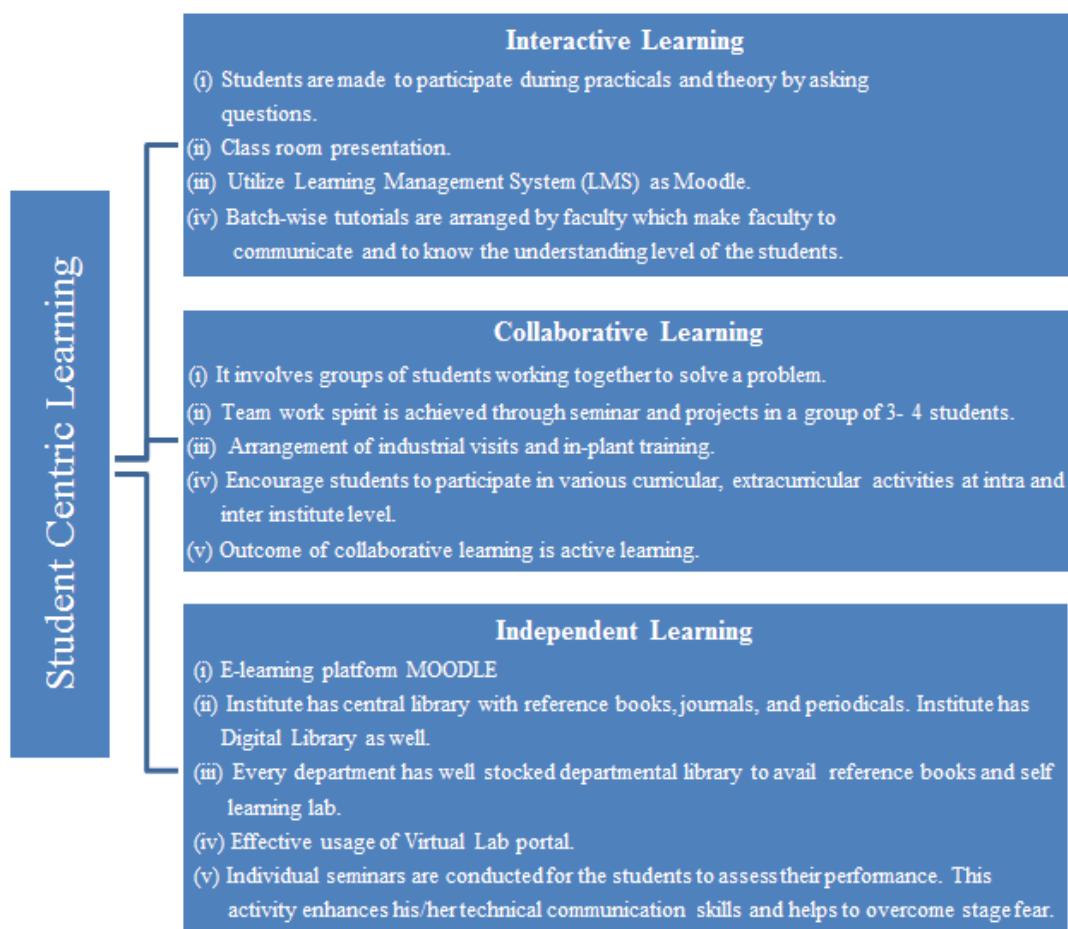 Student Centric Learning
Interactive Learning
(i) Students are made to participate during practicals and theory by asking
questions.
(ii) Class room presentation.
(iii) Utilize Learning Management System (LMS) as Moodle.
(iv) Batch-wise tutorials are arranged by faculty which make faculty to
communicate and to know the understanding level of the students.
Collaborative Learning
(i) It involves groups of students working together to solve a problem.
(ii) Team work spirit is achieved through seminar and projects in a group of 3- 4 students.
(iii) Arrangement of industrial visits and in-plant training.
(iv) Encourage students to participate in various curricular, extracurricular activities at intra and
inter institute level.
(v) Outcome of collaborative learning is active learning.
Independent Learning
(i) E-learning platform MOODLE
(ii) Institute has central library with reference books, journals, and periodicals. Institute has
Digital Library as well.
(iii) Every department has well stocked departmental library to avail reference books and self
learning lab.
(iv) Effective usage of Virtual Lab portal.
(v) Individual seminars are conducted for the students to assess their performance. This
activity enhances his/her technical communication skills and helps to overcome stage fear.